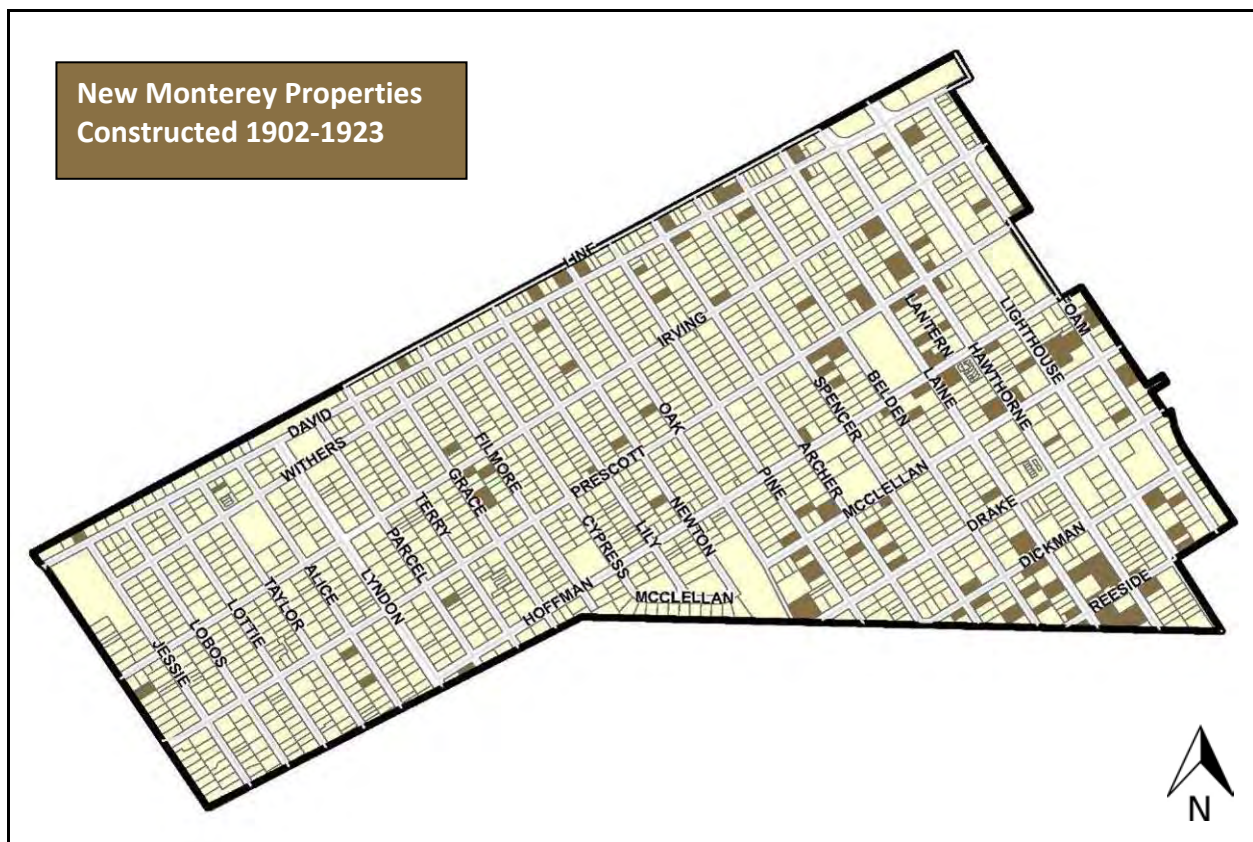 New Monterey Properties
Constructed 1902-1923
LINE
FOAM
LIGHTHOUSE
LANTERN
HAWTHORNE
IRVING
LAINE
BELDEN
SPENCER
DAVID
OAK
WITHERS
FILMORE
PRESCOTT
ARCHER
MCCLELLAN
GRACE
PINE
TERRY
NEWTON
DRAKE
LILY
CYPRESS
DICKMAN
PARCEL
LYNDON
ALICE
TAYLOR
HOFFMAN
MCCLELLAN
REESIDE
LOTTIE
LOBOS
JESSIE
N